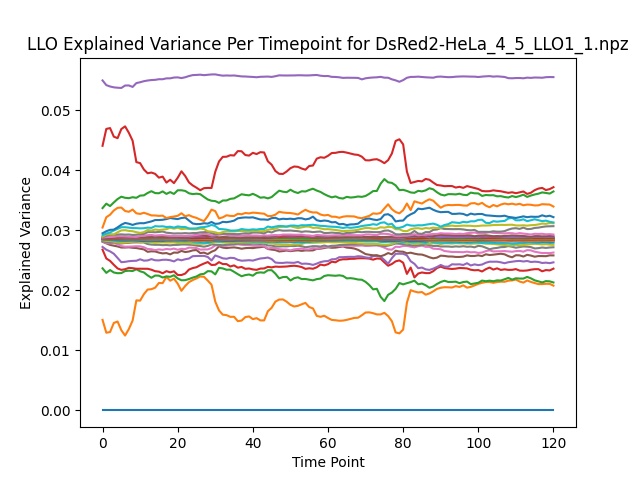 LLO Explained Variance Per Timepoint for DsRed2-HeLa_4_5_LLO1_1.npz
Explained Variance
0.05
0.04
0.03
0.02
0.01
0.00
0 20 40 60 80 100 120
Time Point